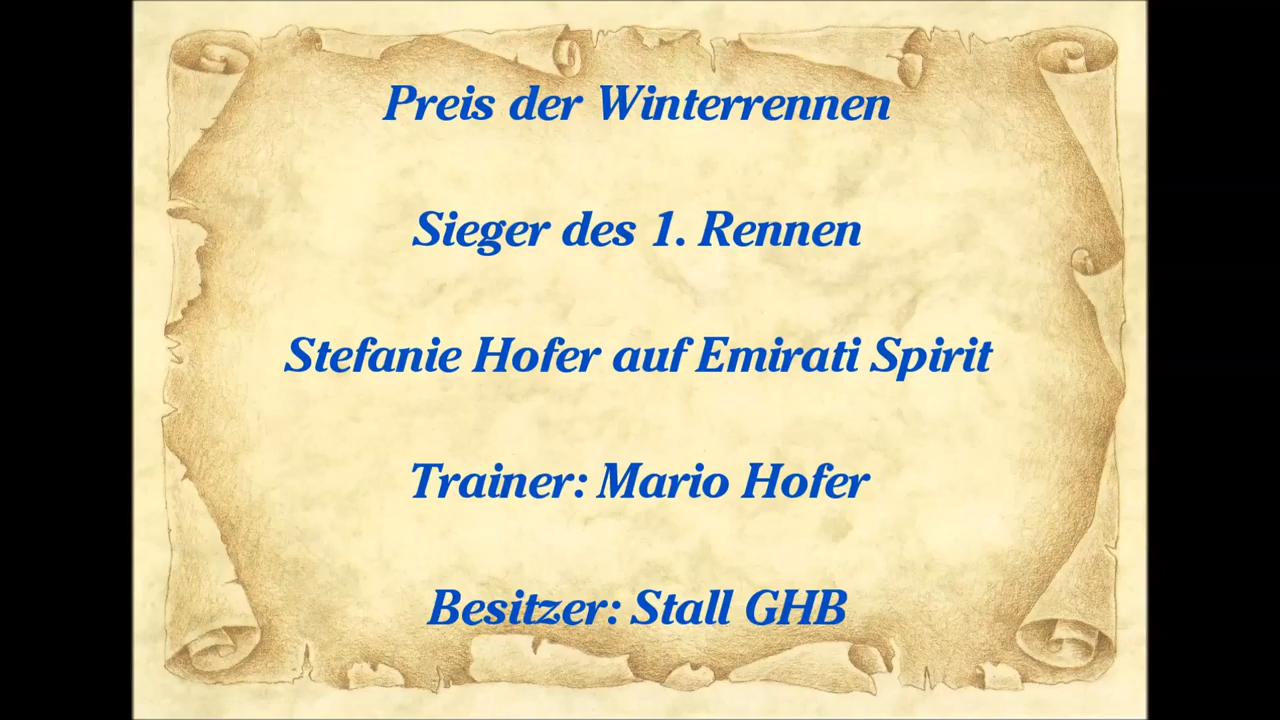 Preis der Winterrennen
Sieger des 1. Rennen
Stefanie Hofer auf Emirati Spirit
Trainer: Mario Hofer
Besitzer: Stall GHB